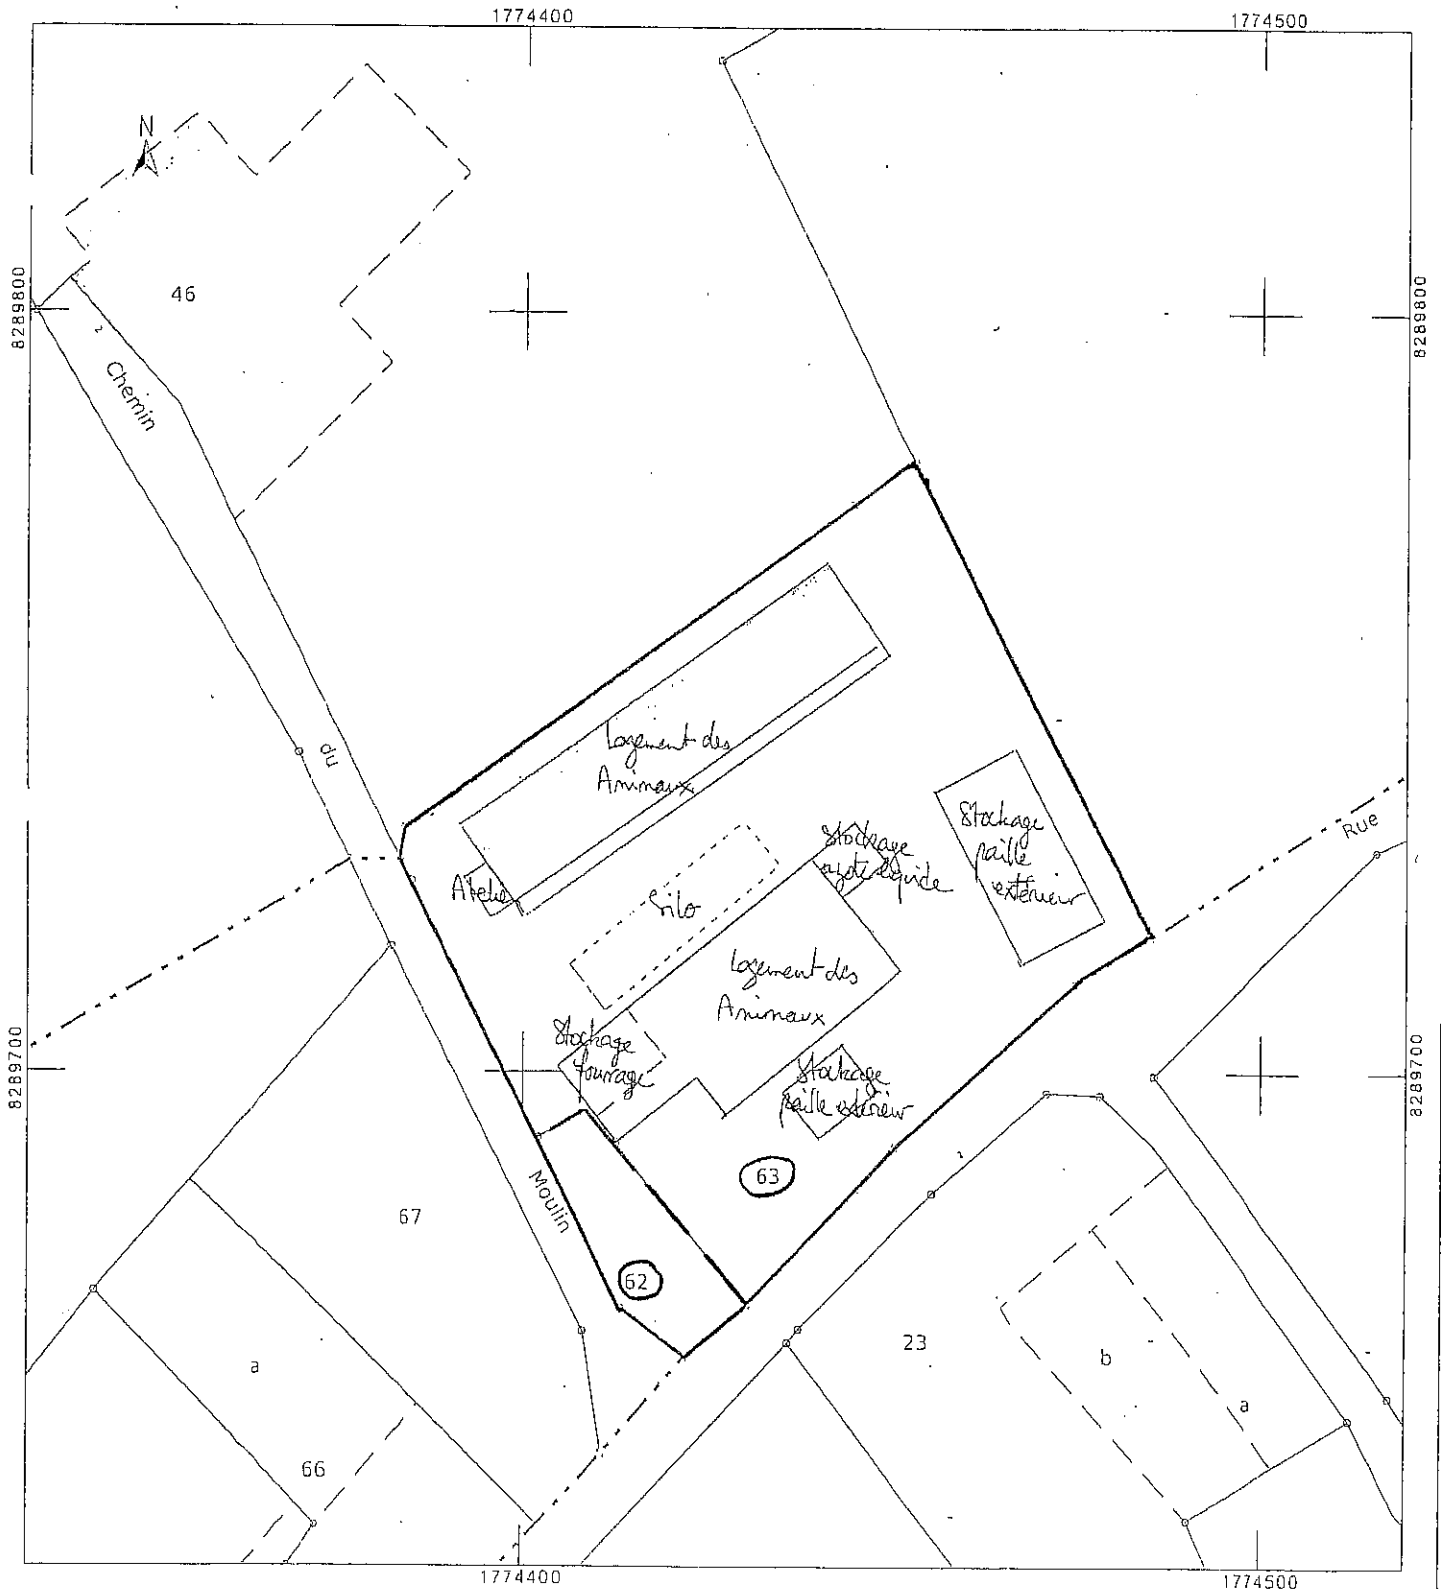 1774400
1774500
N
8289800
46
8289800
Chemin
du
Logement des
Animaux
Stockage
paille
extérieur
Rue
Stockage
azote liquide
Atelier
Silo
Logement des
Animaux
8289700
Stockage
fourrage
Stockage
paille extérieur
8289700
63
Moulin
67
62
23
b
a
a
66
1774400
1774500